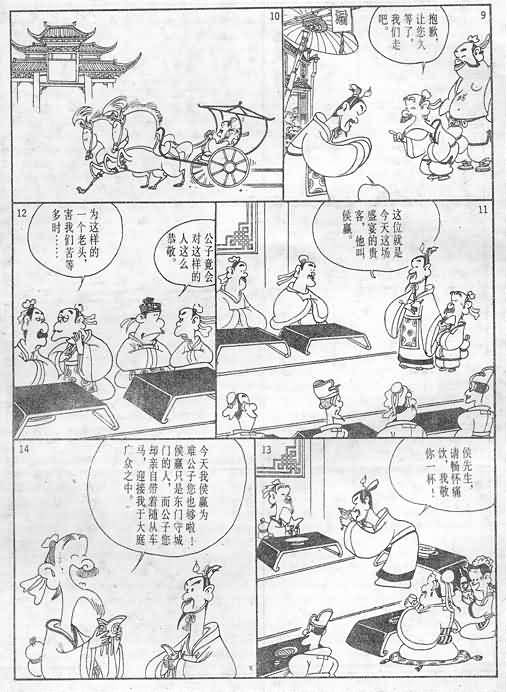 9
抱歉，
让您久
等了。
我们走
吧。
10
11
这位就是
今天这场
盛宴的贵
客，他叫
侯嬴。
12
公子竟会
对这样的
人这么
恭敬。
为这样的
一个老头，
害我们苦等
多时……
13
侯先生，
请畅怀痛
饮，我敬
你一杯！
14
今天我侯嬴为
难公子您也够啦！
侯嬴只是东门守城
门的人，而公子您
却亲自带着随从车
马，迎接我于大庭
广众之中。